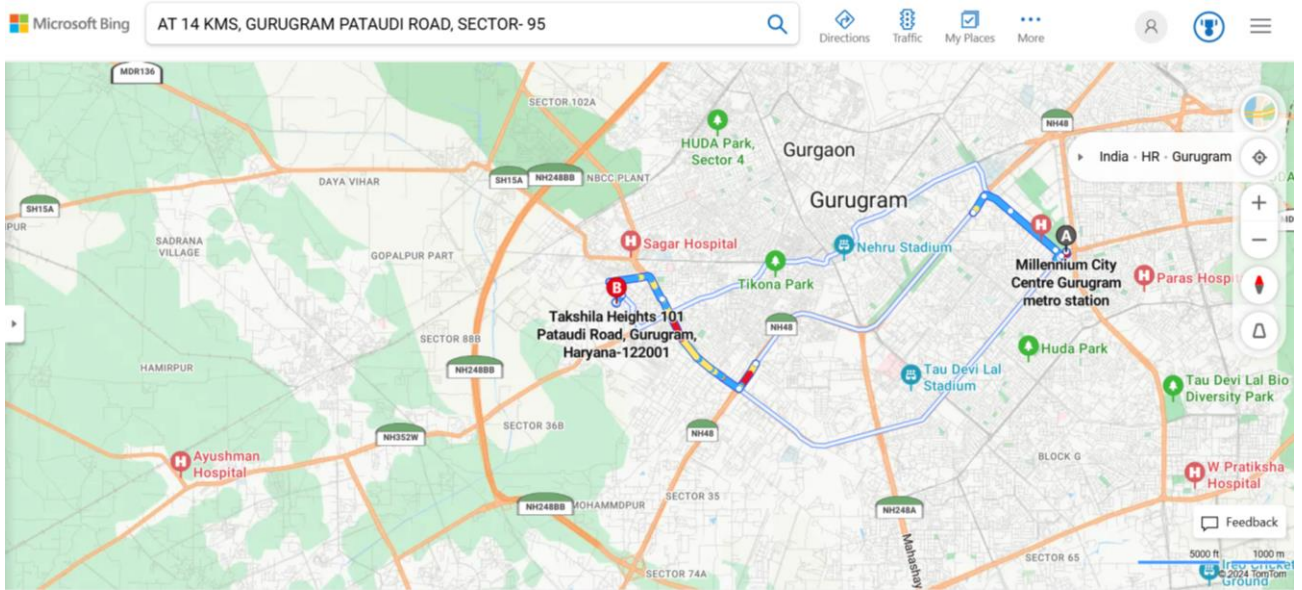 Microsoft Bing
AT 14 KMS, GURUGRAM PATAUDI ROAD, SECTOR- 95
Directions
Traffic
My Places
More
MDR136
SECTOR 102A
HUDA Park,
Sector 4
Gurgaon
NH48
India · HR · Gurugram
SH15A
NH248BB
NBCC PLANT
DAYA VIHAR
SH15A
Gurugram
SADRANA
VILLAGE
GOPALPUR PART
Sagar Hospital
Nehru Stadium
A
Millennium City
Centre Gurugram
metro station
Tikona Park
B
Takshila Heights 101
Pataudi Road, Gurugram,
Haryana-122001
NH48
SECTOR 88B
Huda Park
HAMIRPUR
NH248BB
Tau Devi Lal
Stadium
Tau Devi Lal Bio
Diversity Park
SECTOR 36B
NH352W
NH48
Ayushman
Hospital
BLOCK G
W Pratiksha
Hospital
SECTOR 35
NH248BB
NH248A
Feedback
Mahashay
SECTOR 65
5000 ft
1000 m
SECTOR 74A
© 2024 TomTom
Ground